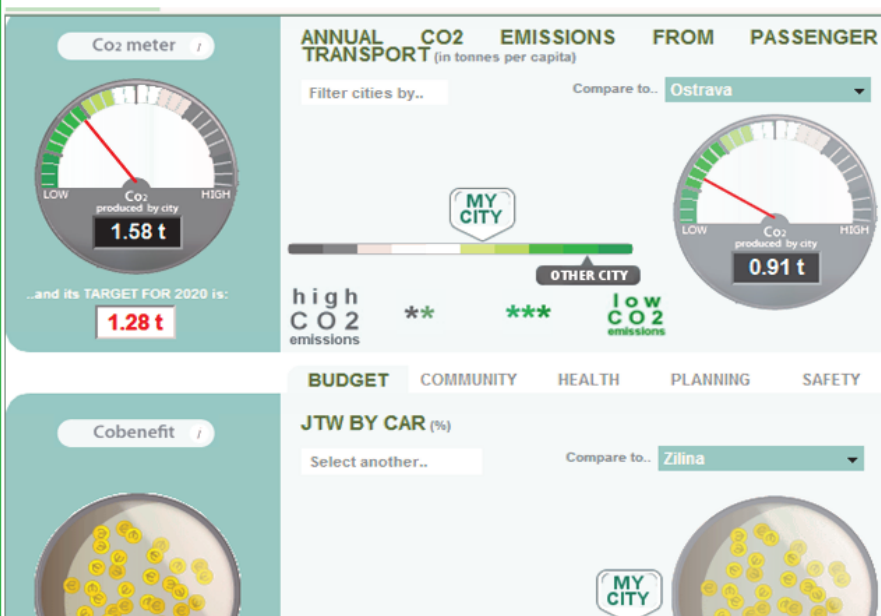 Co2 meter i
LOW
HIGH
Co2
produced by city
1.58 t
..and its TARGET FOR 2020 is:
1.28 t
ANNUAL CO2 EMISSIONS FROM PASSENGER
TRANSPORT (in tonnes per capita)
Filter cities by..
Compare to.. Ostrava
MY
CITY
OTHER CITY
high
CO2
emissions
**
***
low
CO2
emissions
LOW
HIGH
Co2
produced by city
0.91 t
BUDGET COMMUNITY HEALTH PLANNING SAFETY
Cobenefit i
JTW BY CAR (%)
Select another..
Compare to.. Zilina
MY
CITY